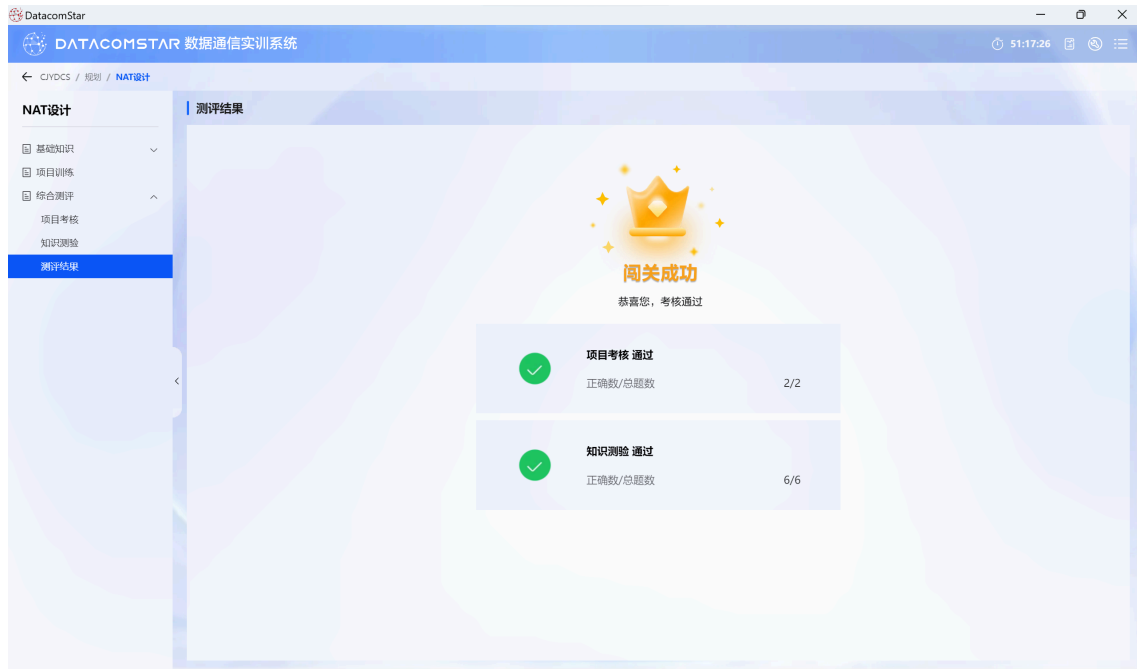 DatacomStar
DATACOMSTAR 数据通信实训系统
51:17:26
CJYDCS / 规划 / NAT设计
NAT设计
基础知识
项目训练
综合测评
项目考核
知识测验
测评结果
测评结果
闯关成功
恭喜您，考核通过
项目考核 通过
正确数/总题数 2/2
知识测验 通过
正确数/总题数 6/6